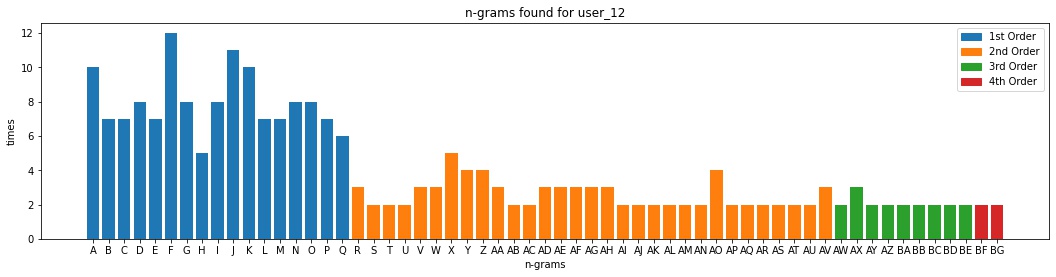 n-grams found for user_12
12
10
8
6
4
2
0
times
1st Order
2nd Order
3rd Order
4th Order
A B C D E F G H I J K L M N O P Q R S T U V W X Y Z AA AB AC AD AE AF AG AH AI AJ AK AL AM AN AO AP AQ AR AS AT AU AV AW AX AY AZ BA BB BC BD BE BF BG
n-grams